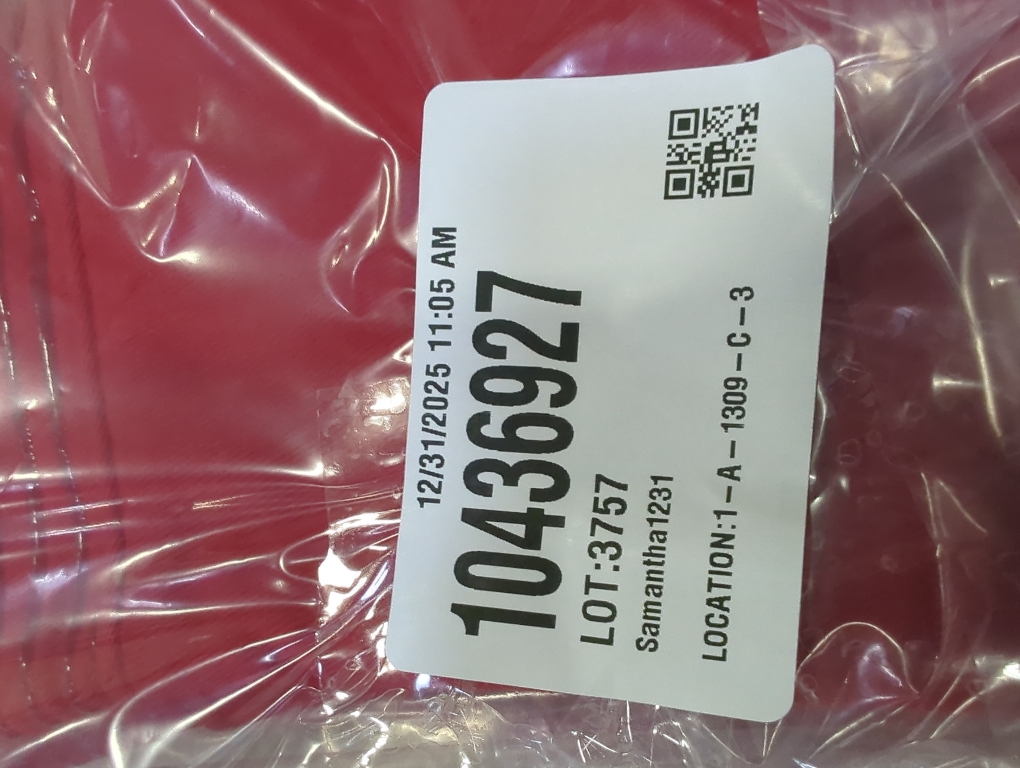 12/31/2025 11:05 AM
10436927
LOT:3757
Samantha1231
LOCATION:1-A-1309-C-3